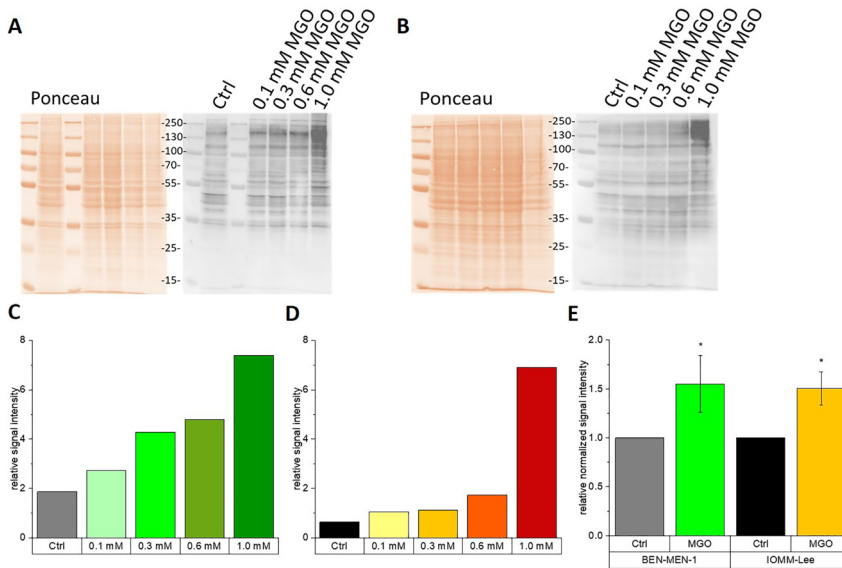 A
B
Ponceau
Ctrl
0.1 mM MGO
0.3 mM MGO
0.6 mM MGO
1.0 mM MGO
-250-
-130-
-100-
-70-
-55-
-35-
-25-
-15-
Ponceau
Ctrl
0.1 mM MGO
0.3 mM MGO
0.6 mM MGO
1.0 mM MGO
-250-
-130-
-100-
-70-
-55-
-35-
-25-
-15-
C
relative signal intensity
8
6
4
2
0
Ctrl 0.1 mM 0.3 mM 0.6 mM 1.0 mM
D
relative signal intensity
8
6
4
2
0
Ctrl 0.1 mM 0.3 mM 0.6 mM 1.0 mM
E
relative normalized signal intensity
2.0
1.5
1.0
0.5
0.0
* *
Ctrl MGO Ctrl MGO
BEN-MEN-1 IOMM-Lee